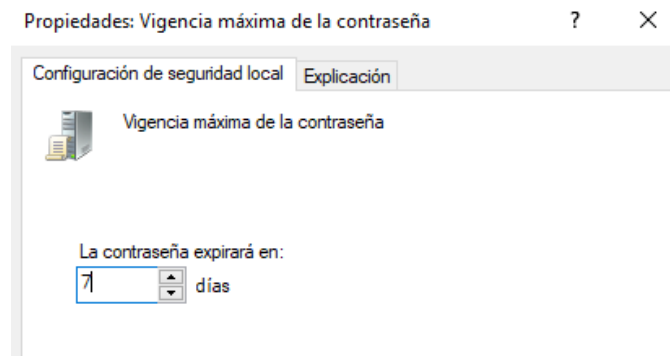 Propiedades: Vigencia máxima de la contraseña ? ×
Configuración de seguridad local Explicación
Vigencia máxima de la contraseña
La contraseña expirará en:
7 días